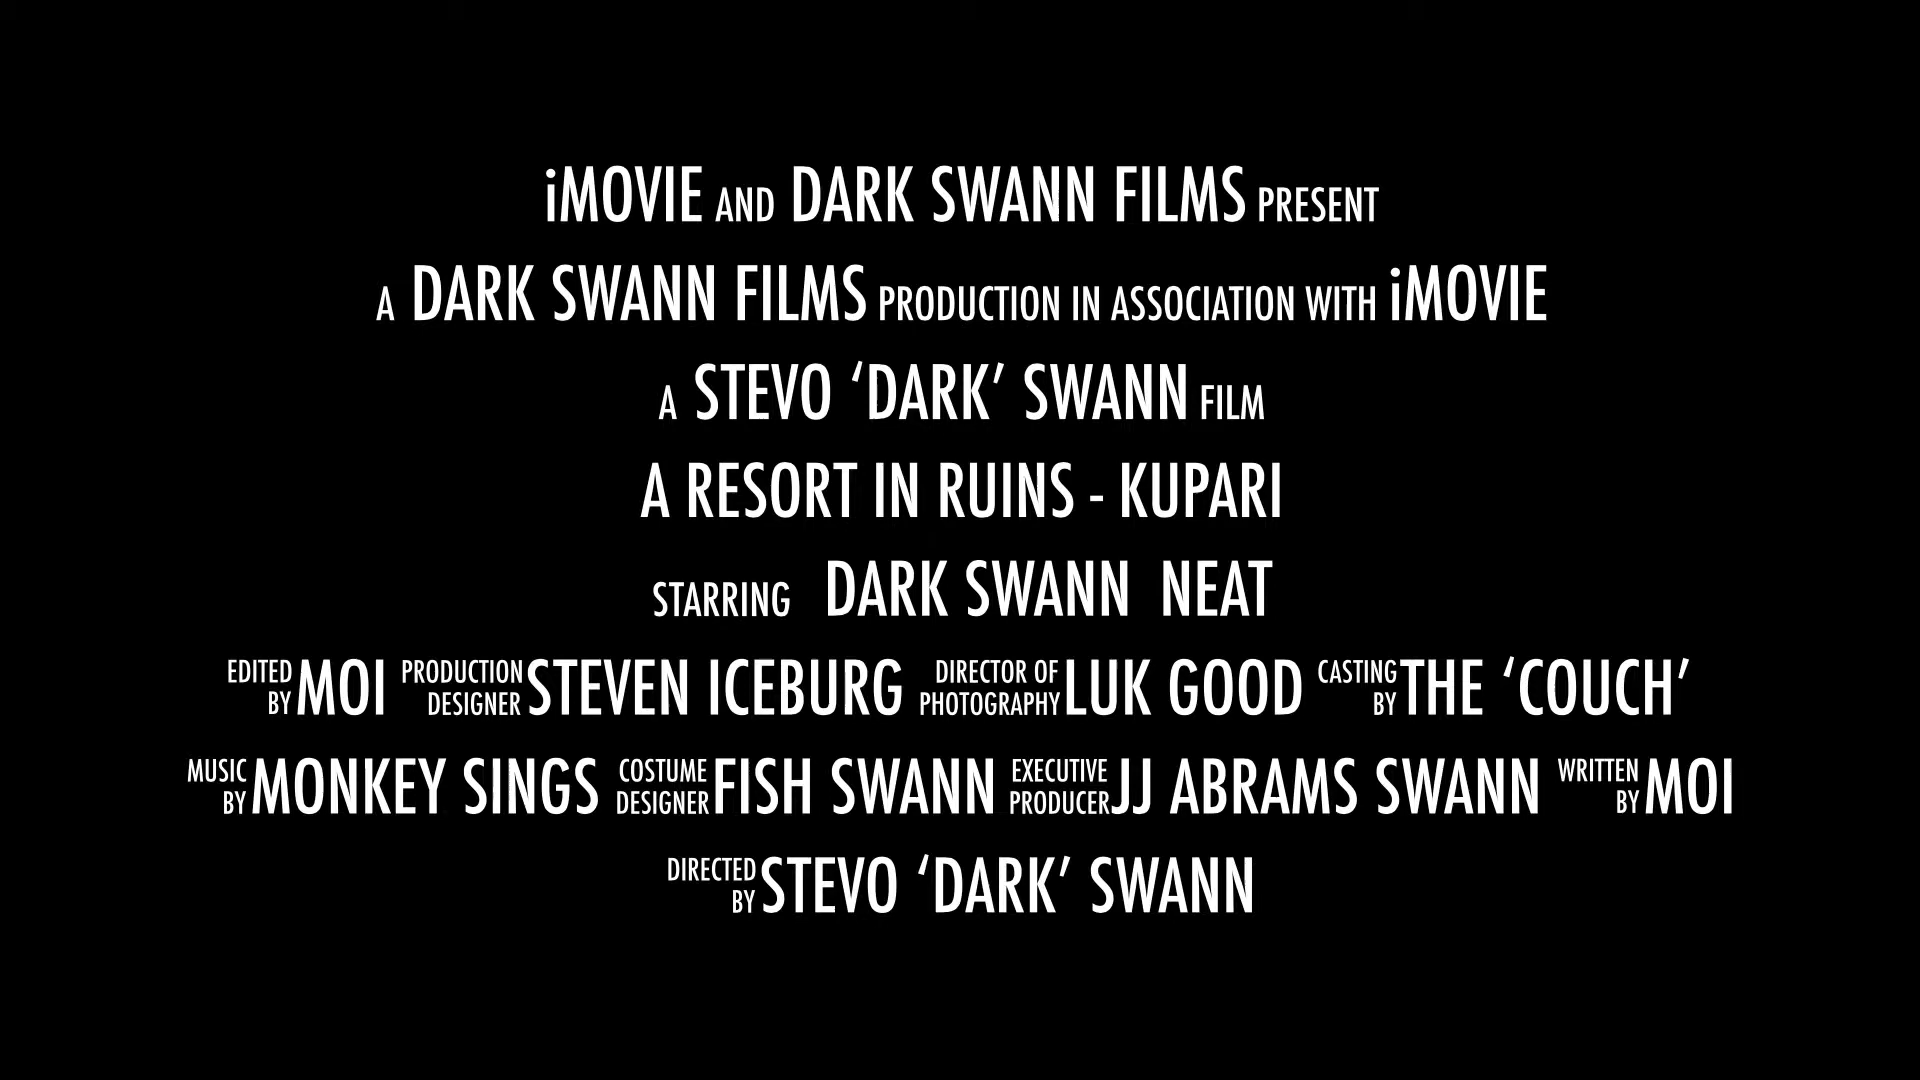 iMOVIE AND DARK SWANN FILMS PRESENT
A DARK SWANN FILMS PRODUCTION IN ASSOCIATION WITH iMOVIE
A STEVO ‘DARK’ SWANN FILM
A RESORT IN RUINS - KUPARI
STARRING DARK SWANN NEAT
EDITED BY MOI PRODUCTION DESIGNER STEVEN ICEBURG DIRECTOR OF PHOTOGRAPHY LUK GOOD CASTING BY THE ‘COUCH’
MUSIC BY MONKEY SINGS COSTUME DESIGNER FISH SWANN EXECUTIVE PRODUCER JJ ABRAMS SWANN WRITTEN BY MOI
DIRECTED BY STEVO ‘DARK’ SWANN